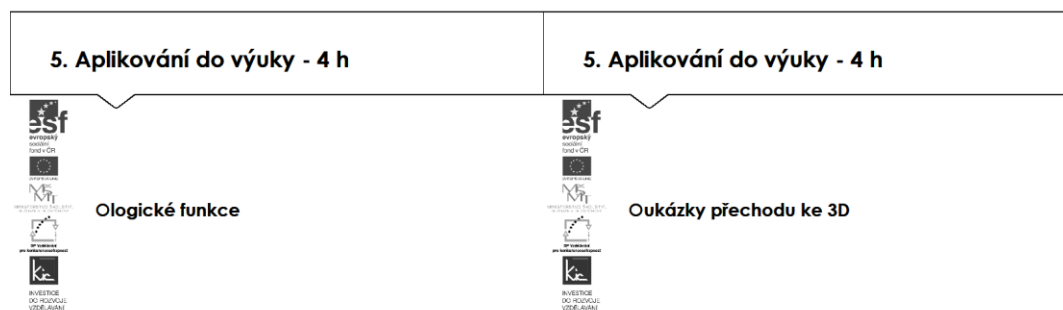 5. Aplikování do výuky - 4 h
esf
evropský
sociální
fond v ČR
Ologické funkce
INVESTICE
DO ROZVOJE
VZDĚLÁVÁNÍ
5. Aplikování do výuky - 4 h
esf
evropský
sociální
fond v ČR
Oukázky přechodu ke 3D
INVESTICE
DO ROZVOJE
VZDĚLÁVÁNÍ